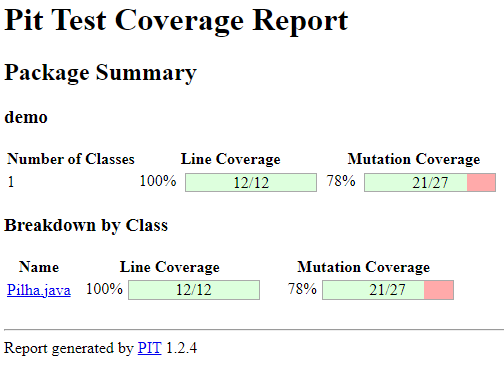 Pit Test Coverage Report
Package Summary
demo
Number of Classes Line Coverage Mutation Coverage
1 100% 12/12 78% 21/27
Breakdown by Class
Name Line Coverage Mutation Coverage
Pilha.java 100% 12/12 78% 21/27
Report generated by PIT 1.2.4